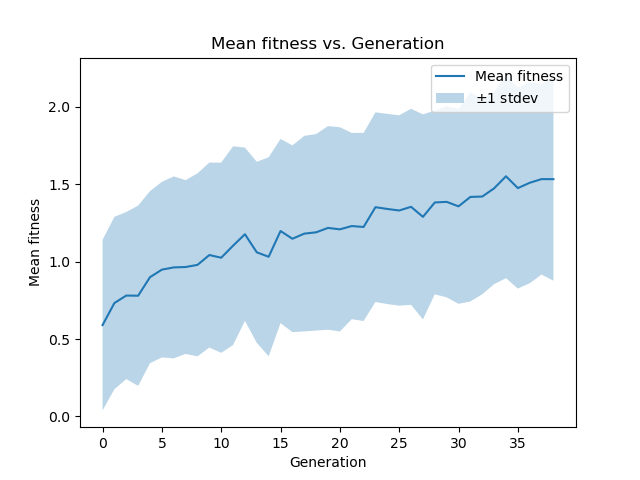 Mean fitness vs. Generation
Mean fitness
±1 stdev
2.0
1.5
1.0
0.5
0.0
Mean fitness
0 5 10 15 20 25 30 35
Generation